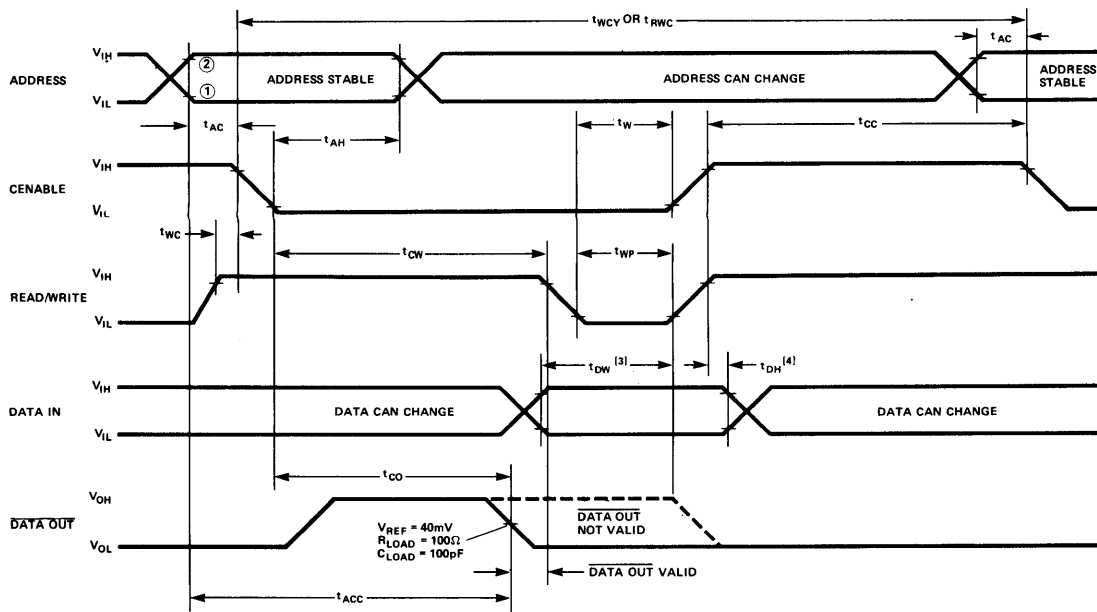 tWCY OR tRWC
tAC
VIH
ADDRESS
VIL
②
①
ADDRESS STABLE
ADDRESS CAN CHANGE
ADDRESS
STABLE
tAC
tAH
tW
tCC
VIH
CENABLE
VIL
tWC
tCW
tWP
VIH
READ/WRITE
VIL
tDW [3]
tDH [4]
VIH
DATA IN
VIL
DATA CAN CHANGE
DATA CAN CHANGE
tCO
VOH
DATA OUT
VOL
VREF = 40mV
RLOAD = 100Ω
CLOAD = 100pF
DATA OUT
NOT VALID
DATA OUT VALID
tACC